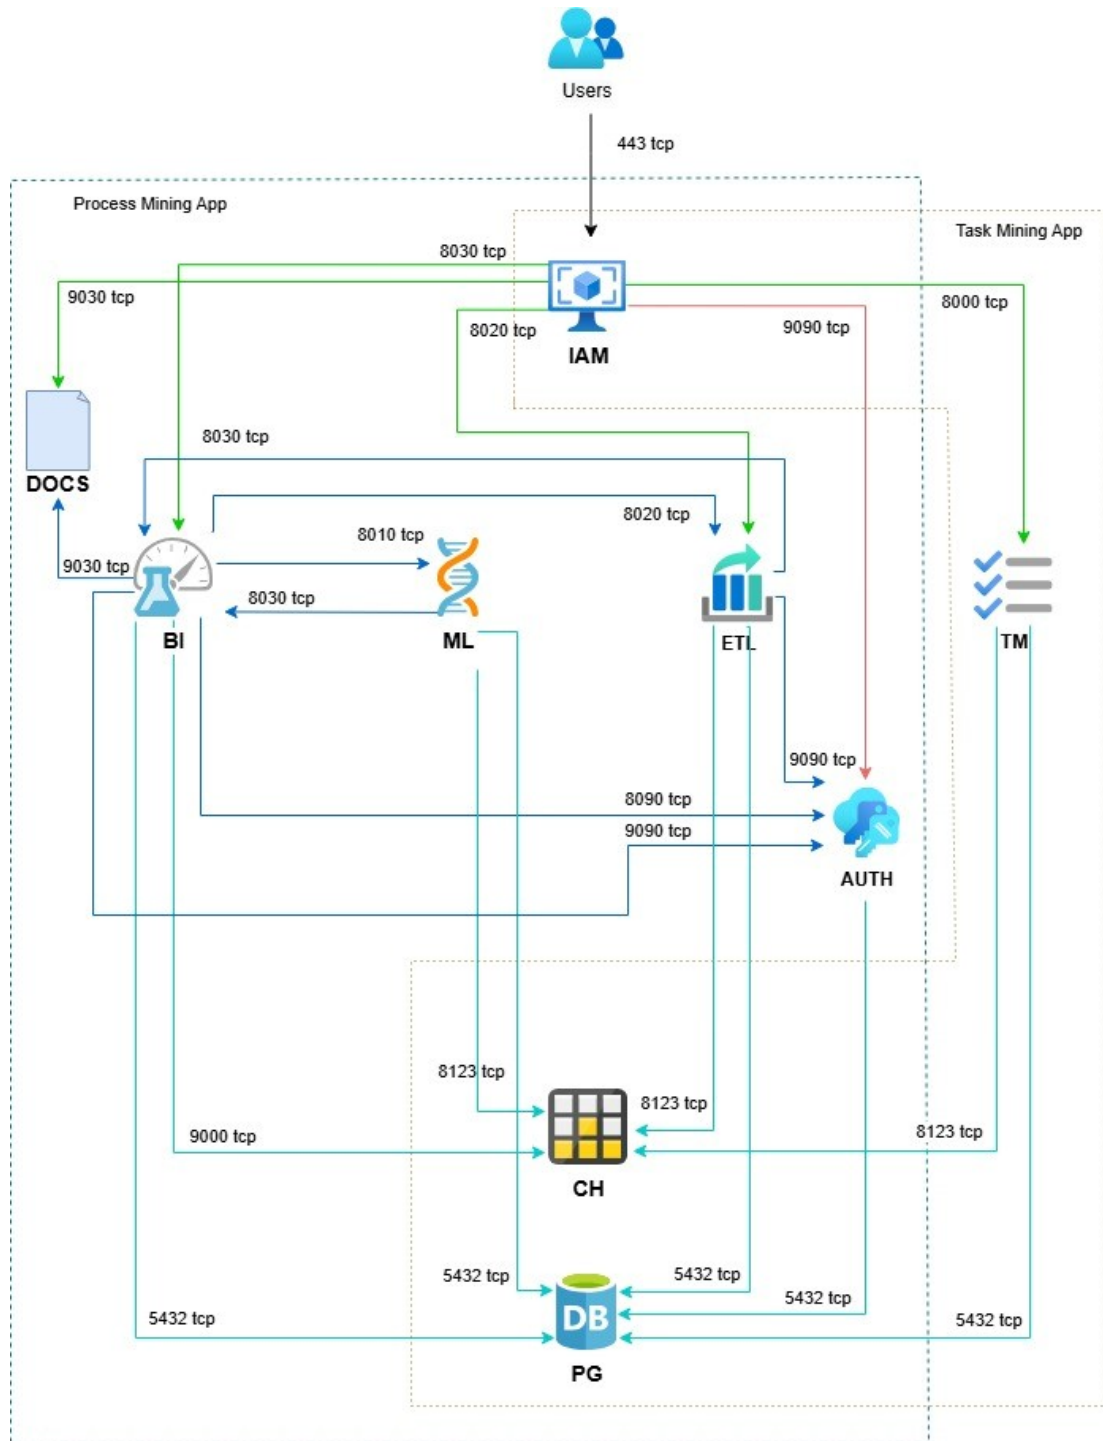 Users
443 tcp
Process Mining App
Task Mining App
8030 tcp
9030 tcp
8000 tcp
8020 tcp
9090 tcp
IAM
8030 tcp
DOCS
8020 tcp
8010 tcp
9030 tcp
8030 tcp
BI
ML
ETL
TM
9090 tcp
8090 tcp
9090 tcp
AUTH
8123 tcp
8123 tcp
9000 tcp
8123 tcp
CH
5432 tcp
5432 tcp
5432 tcp
5432 tcp
5432 tcp
DB
PG